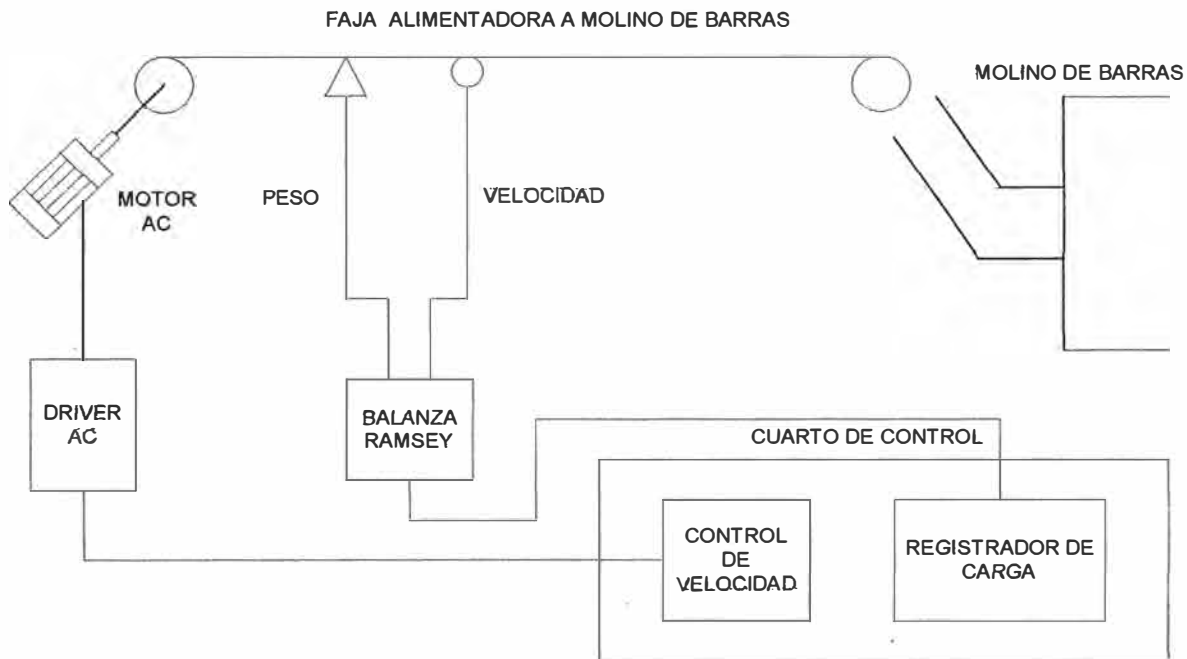 FAJA ALIMENTADORA A MOLINO DE BARRAS
MOLINO DE BARRAS
MOTOR
AC
PESO
VELOCIDAD
DRIVER
AC
BALANZA
RAMSEY
CUARTO DE CONTROL
CONTROL
DE
VELOCIDAD
REGISTRADOR DE
CARGA